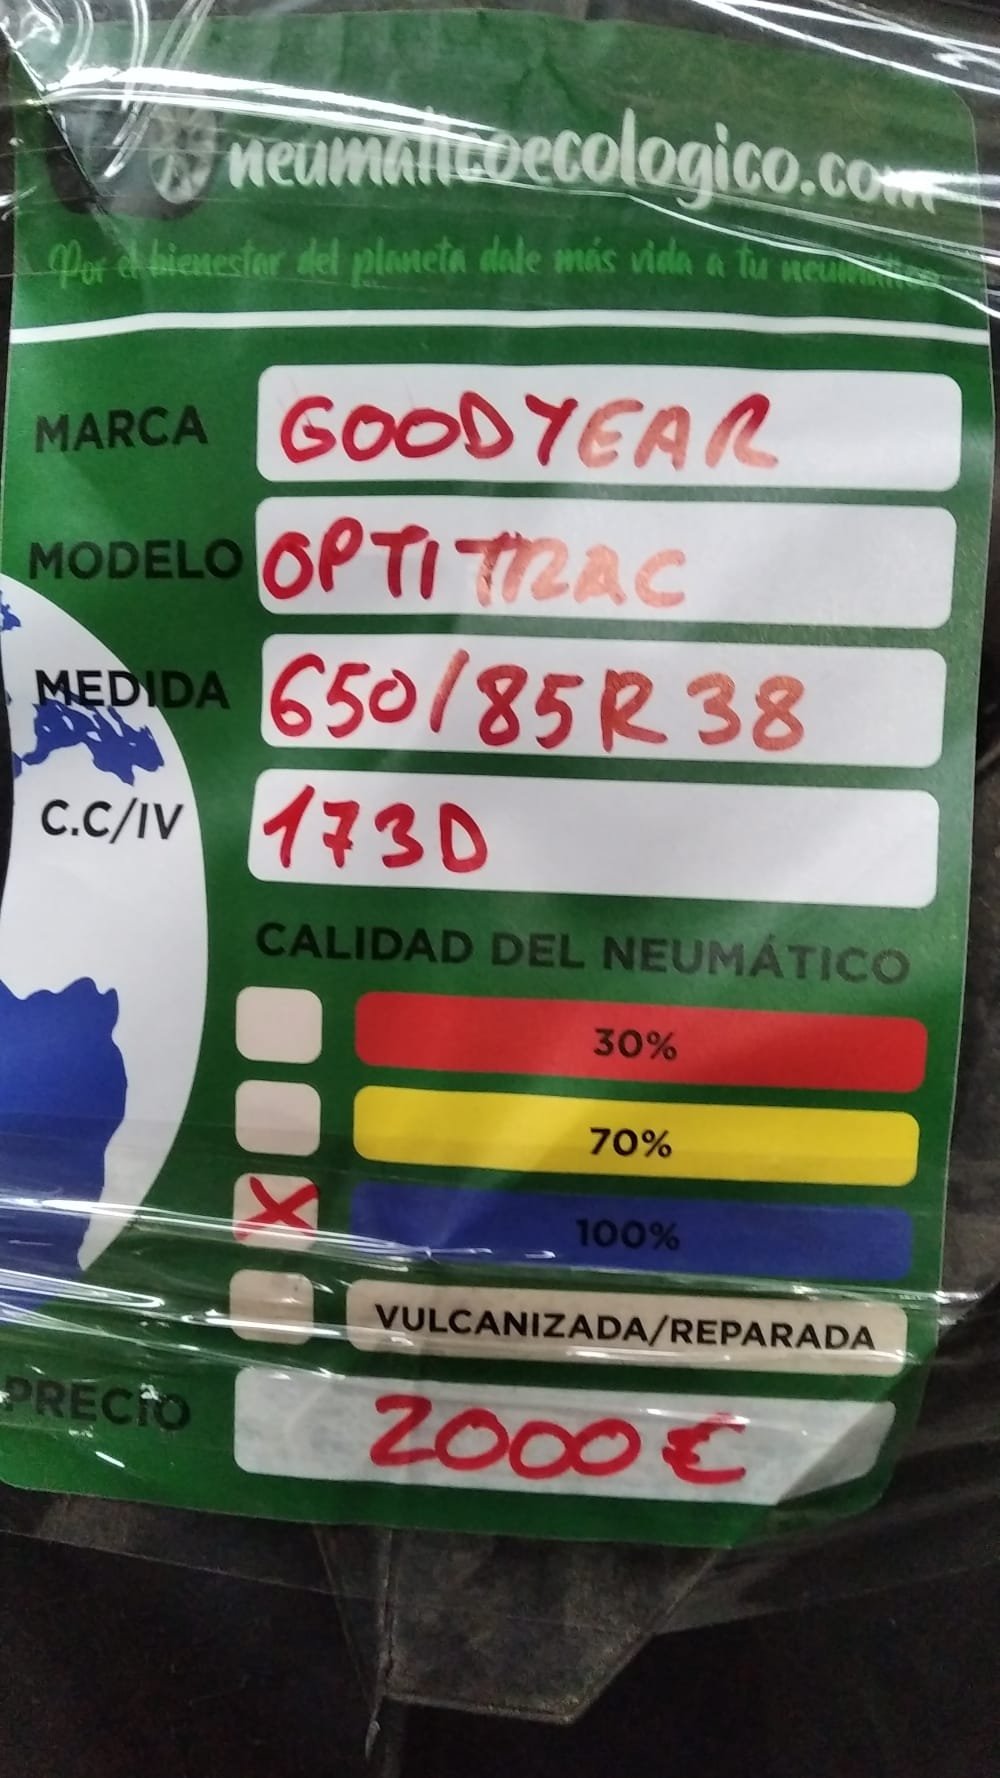 neumaticoecologico.com
Por el bienestar del planeta dale más vida a tu neumático
MARCA GOODYEAR
MODELO OPTITRAC
MEDIDA 650/85R38
C.C/IV 173D
CALIDAD DEL NEUMÁTICO
30%
70%
X 100%
VULCANIZADA/REPARADA
PRECIO 2000€